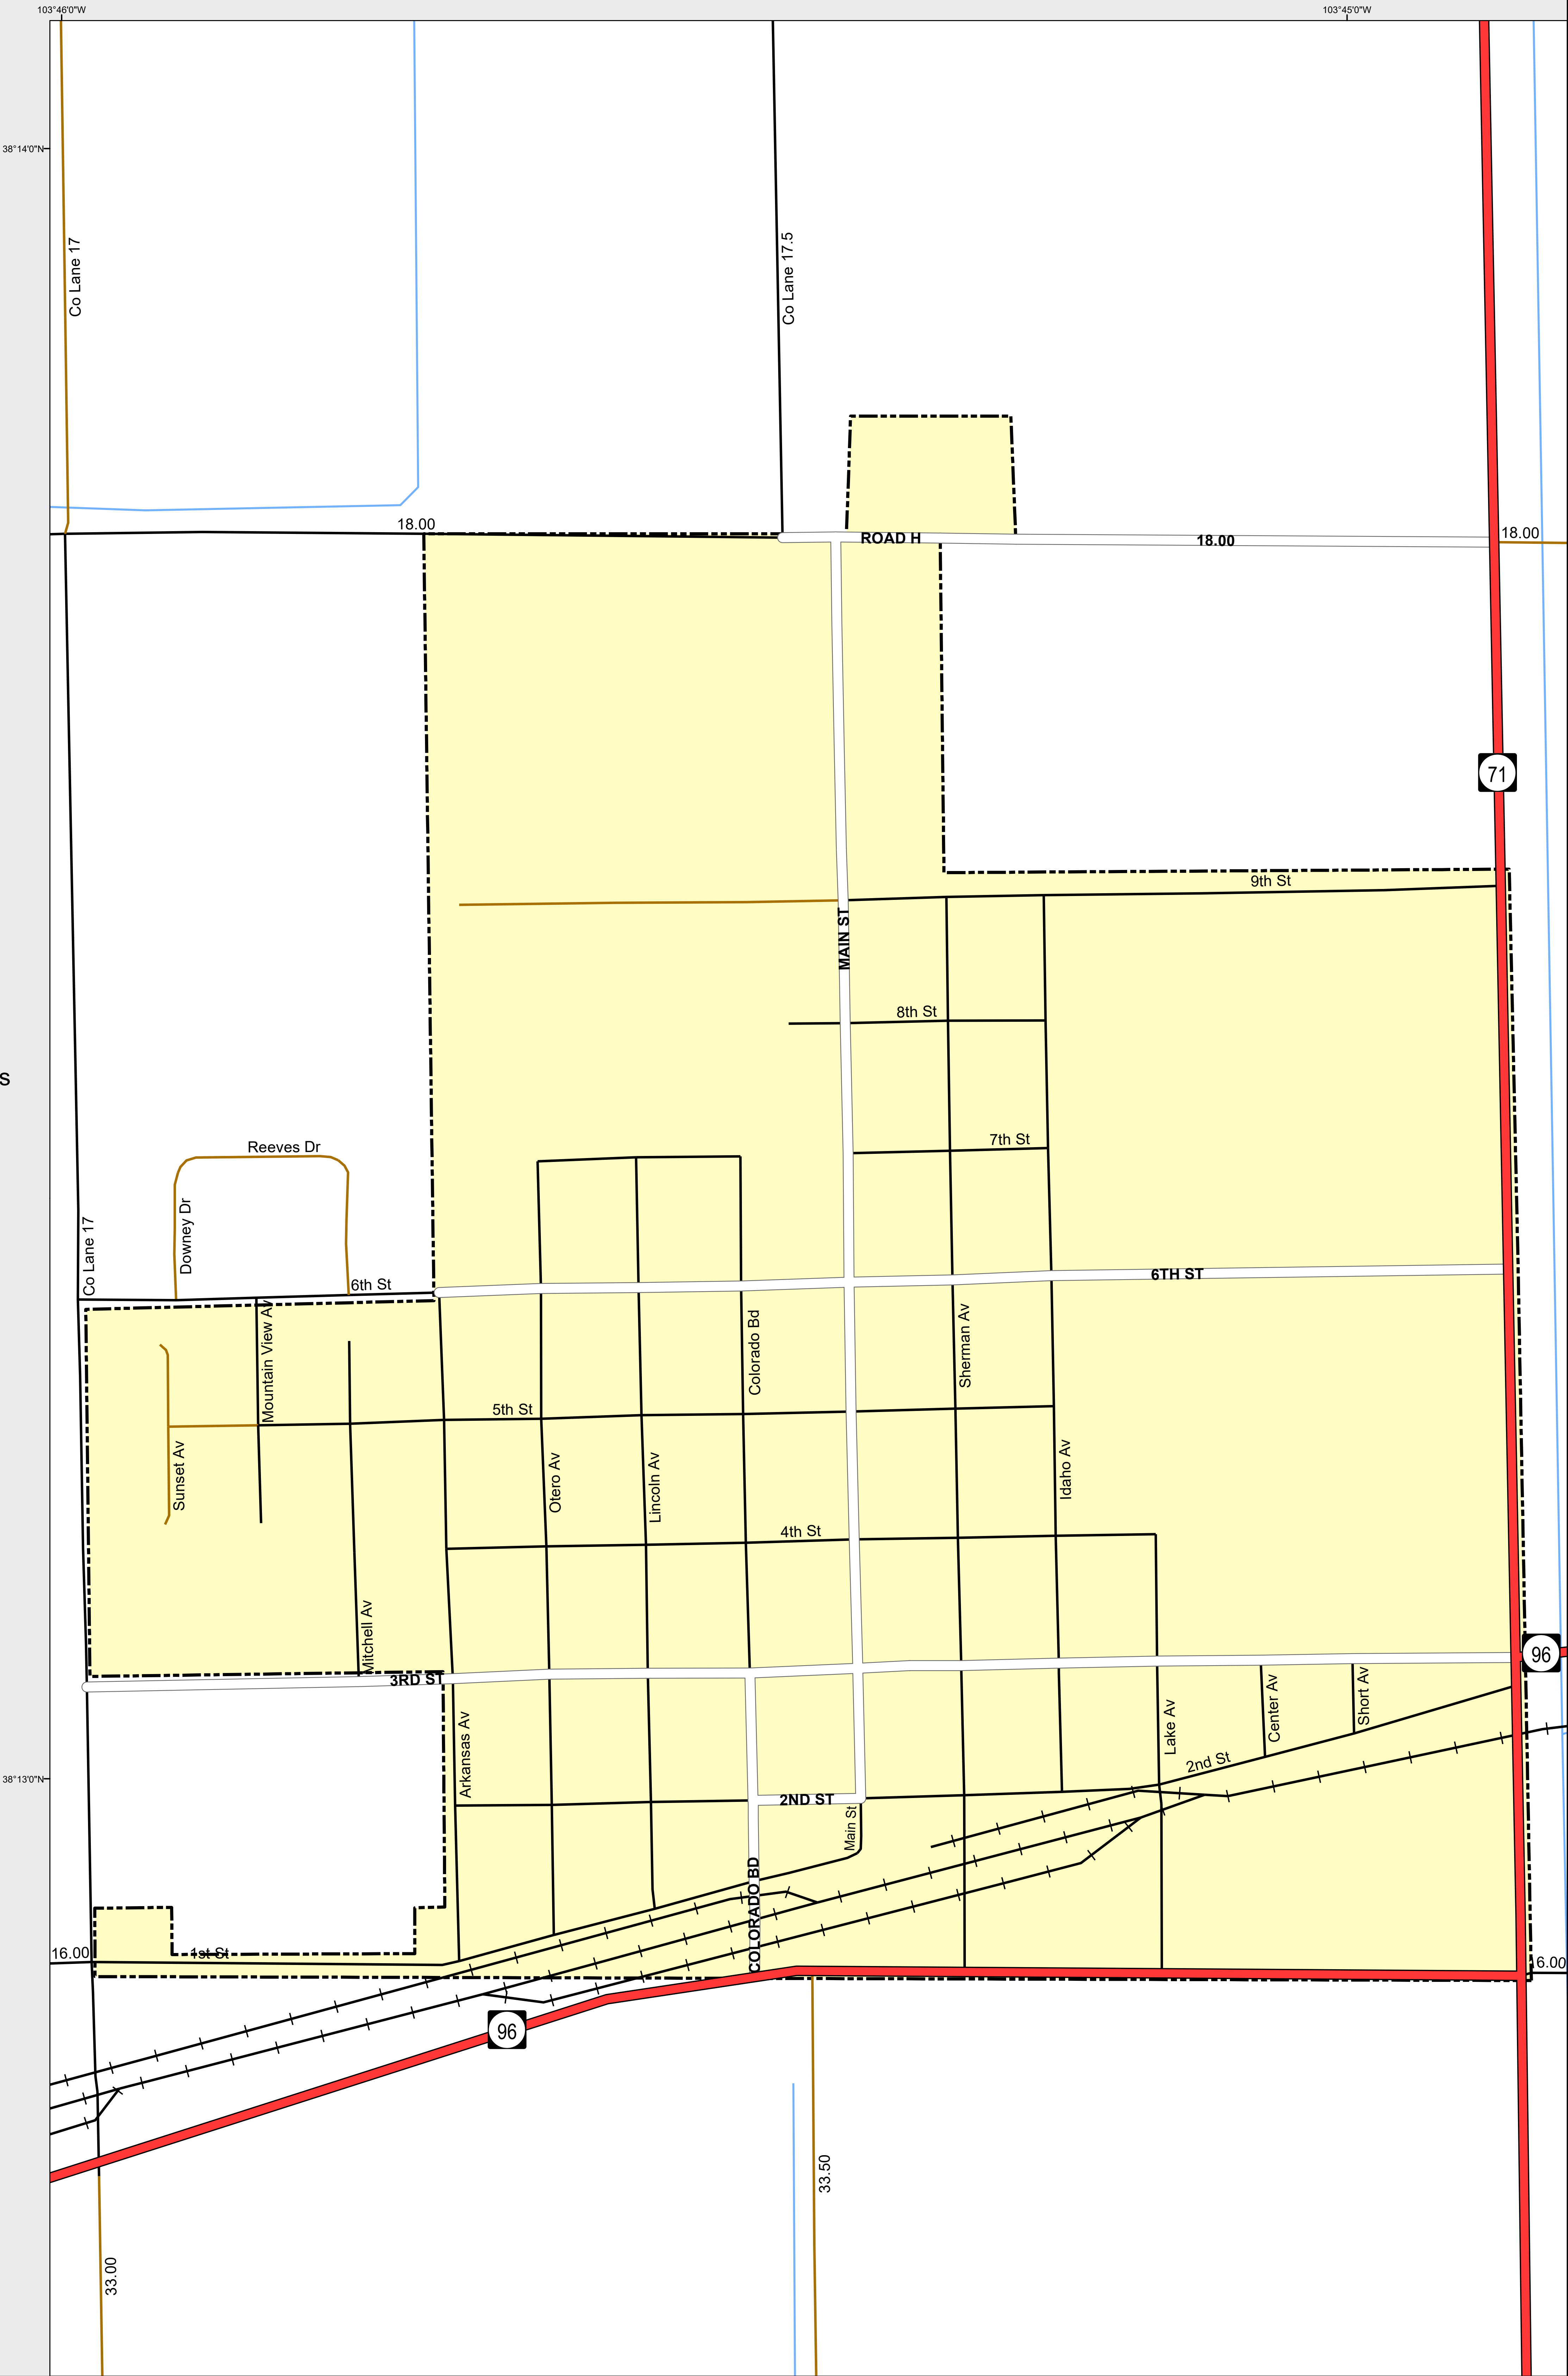 103°46'0"W
103°45'0"W
38°14'0"N
Co Lane 17
Co Lane 17.5
18.00
ROAD H
18.00
18.00
71
9th St
MAIN ST
8th St
S
7th St
Reeves Dr
Downey Dr
Co Lane 17
6th St
6TH ST
Mountain View Av
Colorado Bd
Sherman Av
5th St
Sunset Av
Otero Av
Lincoln Av
Idaho Av
4th St
Mitchell Av
3RD ST
96
Arkansas Av
Lake Av
Center Av
Short Av
2nd St
38°13'0"N
2ND ST
Main St
COLORADO BD
16.00
1st St
16.00
96
33.50
33.00